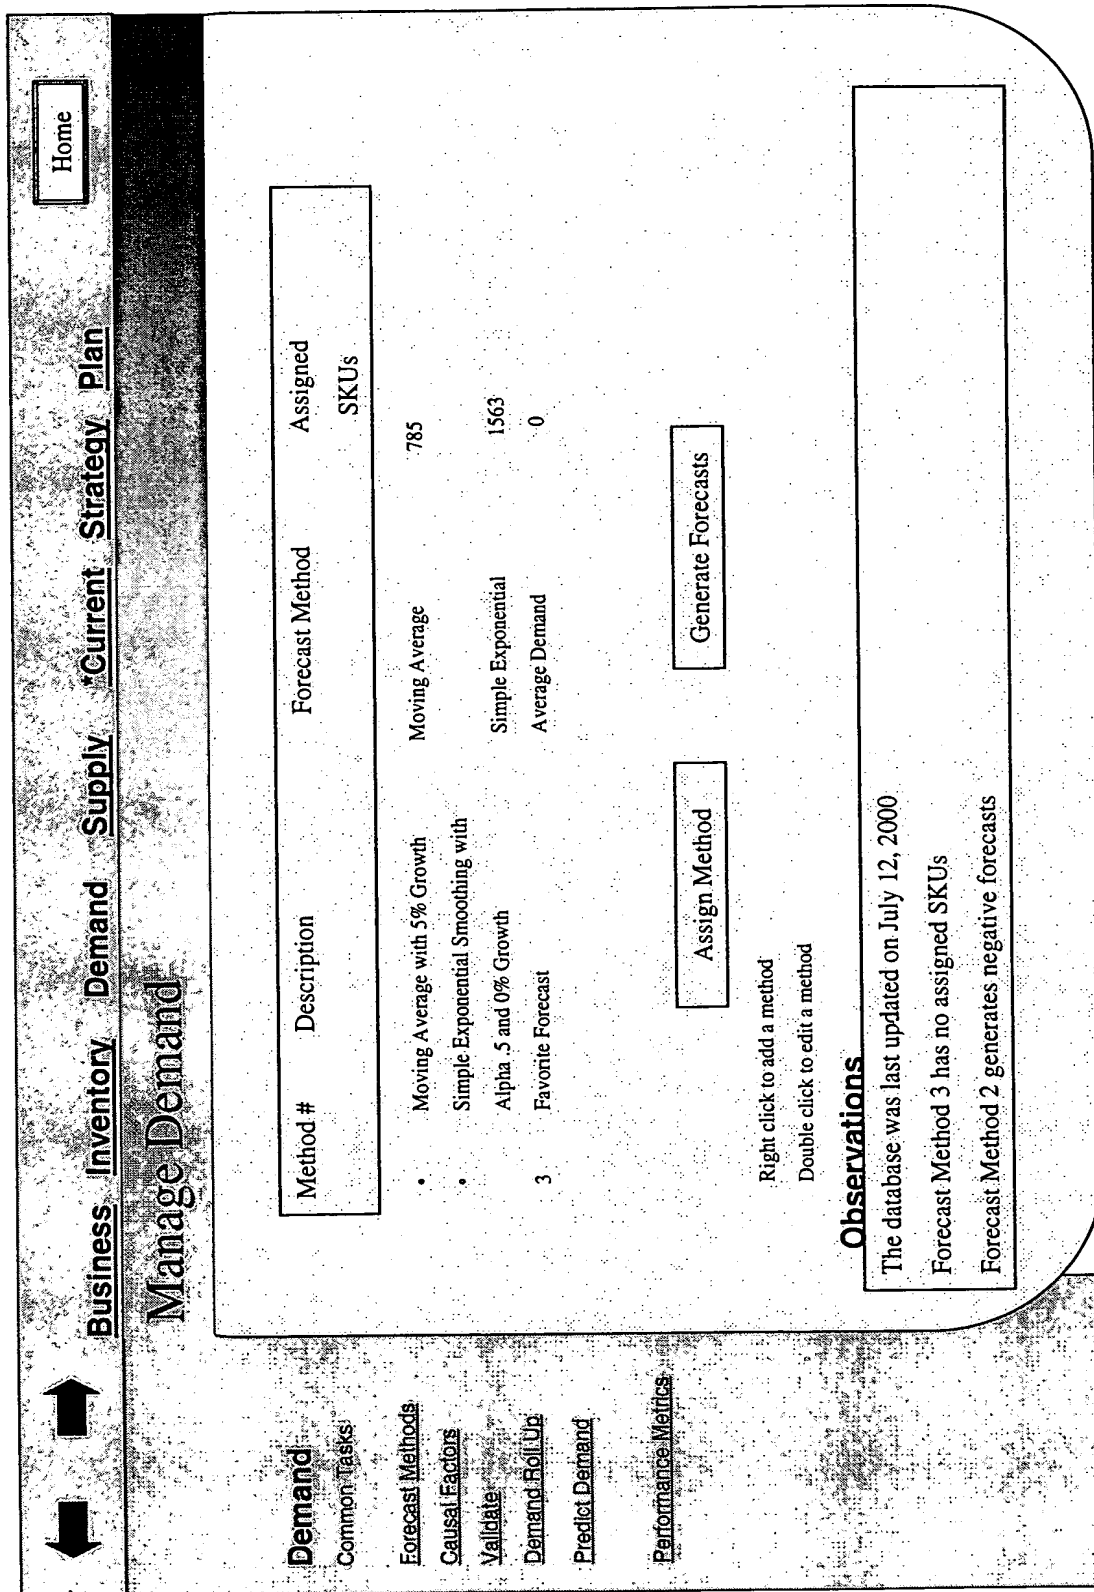 Home
Business Inventory Demand Supply *Current Strategy Plan
Manage Demand
Demand
Common Tasks
Forecast Methods
Causal Factors
Validate
Demand Roll Up
Predict Demand
Performance Metrics
Method # Description Forecast Method Assigned
SKUs
• Moving Average with 5% Growth Moving Average 785
• Simple Exponential Smoothing with
Alpha .5 and 0% Growth Simple Exponential 1563
3 Favorite Forecast Average Demand 0
Assign Method Generate Forecasts
Right click to add a method
Double click to edit a method
Observations
The database was last updated on July 12, 2000
Forecast Method 3 has no assigned SKUs
Forecast Method 2 generates negative forecasts